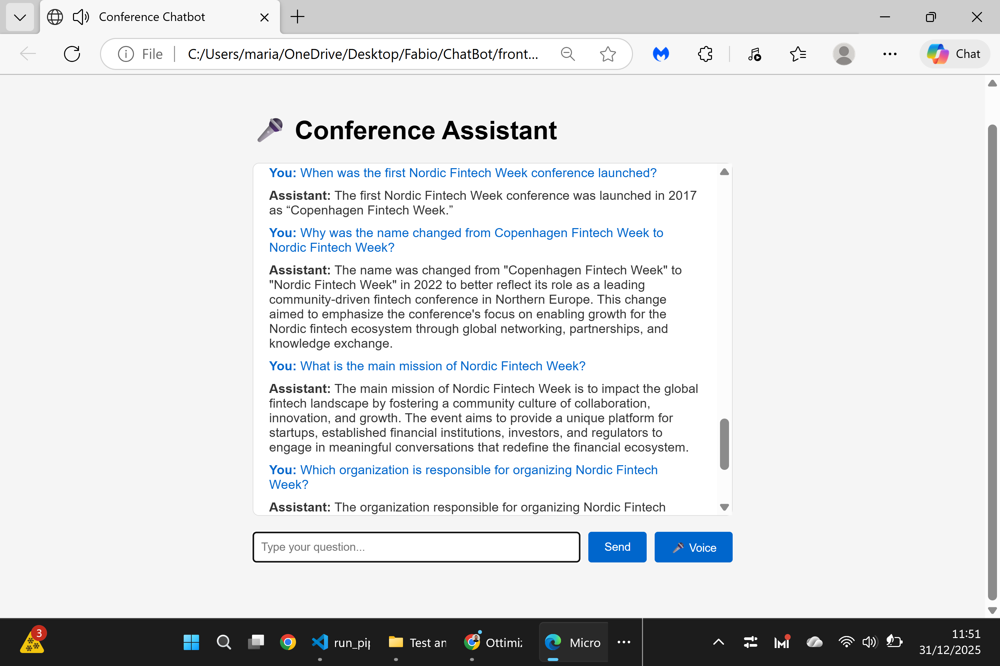 Conference Chatbot
File
C:/Users/maria/OneDrive/Desktop/Fabio/ChatBot/front...
Chat
Conference Assistant
You: When was the first Nordic Fintech Week conference launched?
Assistant: The first Nordic Fintech Week conference was launched in 2017
as “Copenhagen Fintech Week.”
You: Why was the name changed from Copenhagen Fintech Week to
Nordic Fintech Week?
Assistant: The name was changed from "Copenhagen Fintech Week" to
"Nordic Fintech Week" in 2022 to better reflect its role as a leading
community-driven fintech conference in Northern Europe. This change
aimed to emphasize the conference's focus on enabling growth for the
Nordic fintech ecosystem through global networking, partnerships, and
knowledge exchange.
You: What is the main mission of Nordic Fintech Week?
Assistant: The main mission of Nordic Fintech Week is to impact the global
fintech landscape by fostering a community culture of collaboration,
innovation, and growth. The event aims to provide a unique platform for
startups, established financial institutions, investors, and regulators to
engage in meaningful conversations that redefine the financial ecosystem.
You: Which organization is responsible for organizing Nordic Fintech
Week?
Assistant: The organization responsible for organizing Nordic Fintech
Type your question...
Send
Voice
3
run_pip
Test an
Ottimiz
Micro
11:51
31/12/2025